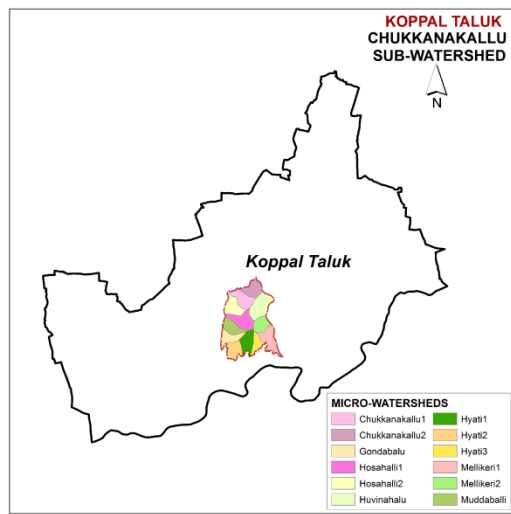 KOPPAL TALUK
CHUKKANAKALLU
SUB-WATERSHED
N
Koppal Taluk
MICRO-WATERSHEDS
Chukkanakallu1
Chukkanakallu2
Gondabalu
Hosahalli1
Hosahalli2
Huvinahalu
Hyati1
Hyati2
Hyati3
Mellikeri1
Mellikeri2
Muddaballi